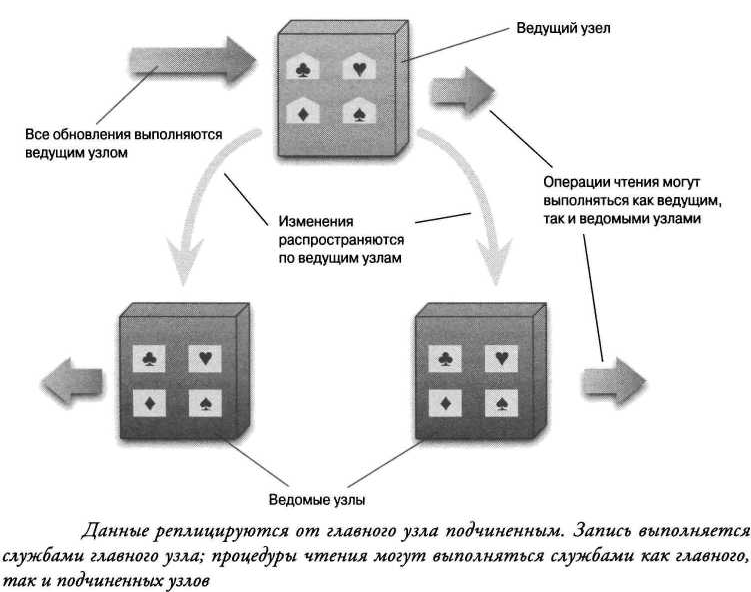 Ведущий узел
Все обновления выполняются
ведущим узлом
Операции чтения могут
выполняться как ведущим,
так и ведомыми узлами
Изменения
распространяются
по ведущим узлам
Ведомые узлы
Данные реплицируются от главного узла подчиненным. Запись выполняется
службами главного узла; процедуры чтения могут выполняться службами как главного,
так и подчиненных узлов